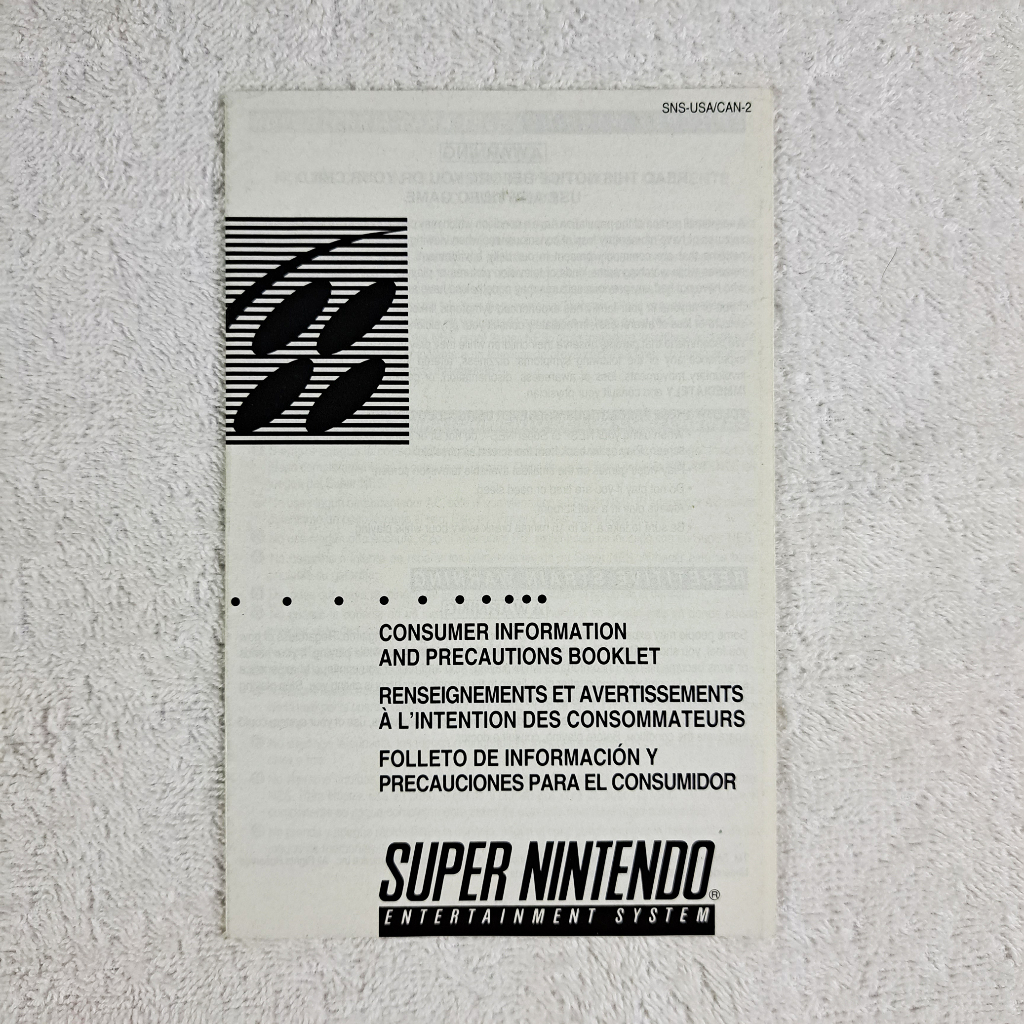 SNS-USA/CAN-2
CONSUMER INFORMATION
AND PRECAUTIONS BOOKLET
RENSEIGNEMENTS ET AVERTISSEMENTS
À L'INTENTION DES CONSOMMATEURS
FOLLETO DE INFORMACIÓN Y
PRECAUCIONES PARA EL CONSUMIDOR
SUPER NINTENDO®
ENTERTAINMENT SYSTEM